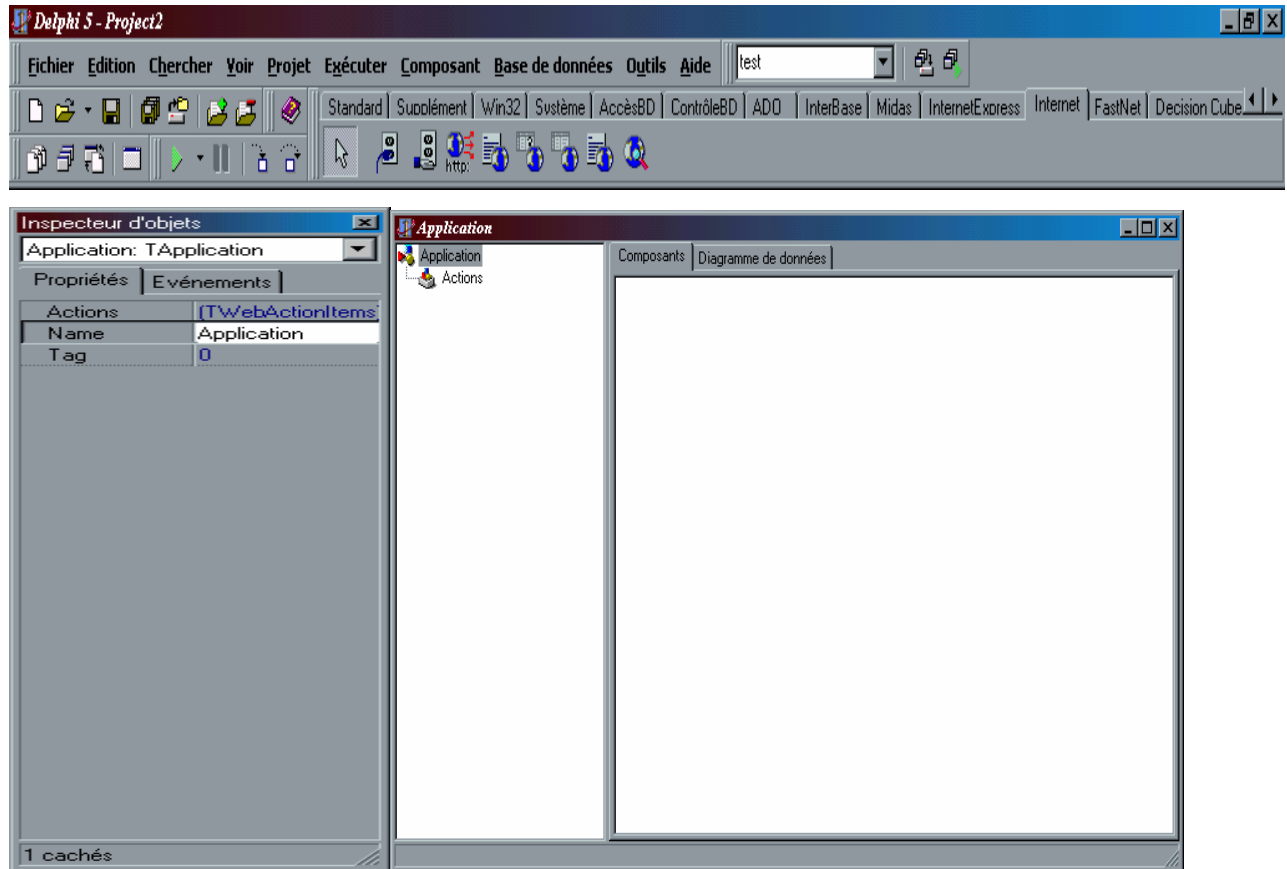 Delphi 5 - Project2
Fichier Edition Chercher Voir Projet Exécuter Composant Base de données Outils Aide test
Standard Supplément Win32 Système AccèsBD ContrôleBD ADO InterBase Midas InternetExpress Internet FastNet Decision Cube
http:
Inspecteur d'objets
Application: TApplication
Propriétés Evénements
Actions (TWebActionItems)
Name Application
Tag 0
1 cachés
Application
Application
Actions
Composants Diagramme de données